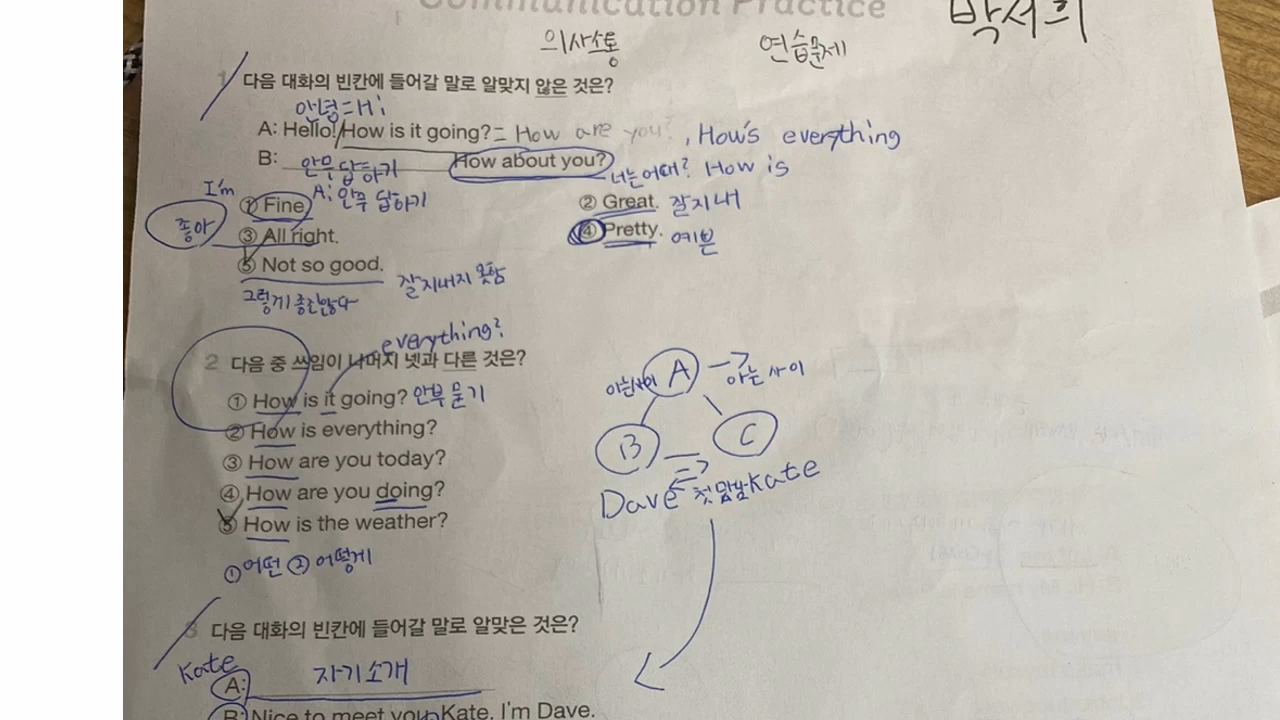 Communication Practice
박서희
의사소통 연습문제
1 다음 대화의 빈칸에 들어갈 말로 알맞지 않은 것은?
안녕=Hi
A: Hello! How is it going? = How are you?, How's everything
B: 안부 답하기 How about you? 너는어때? How is
I'm A: 안부 답하기
① Fine ② Great. 잘지내
좋아 ③ All right. ④ Pretty. 예쁜
⑤ Not so good. 잘지내지 못함
그렇게 좋진않다
everything?
2 다음 중 쓰임이 나머지 넷과 다른 것은?
① How is it going? 안부 묻기
② How is everything?
③ How are you today?
④ How are you doing?
⑤ How is the weather?
①어떤 ②어떻게
A → 아는 사이
B C
Dave Kate
3 다음 대화의 빈칸에 들어갈 말로 알맞은 것은?
Kate
A: 자기소개
B: Nice to meet you, Kate. I'm Dave.